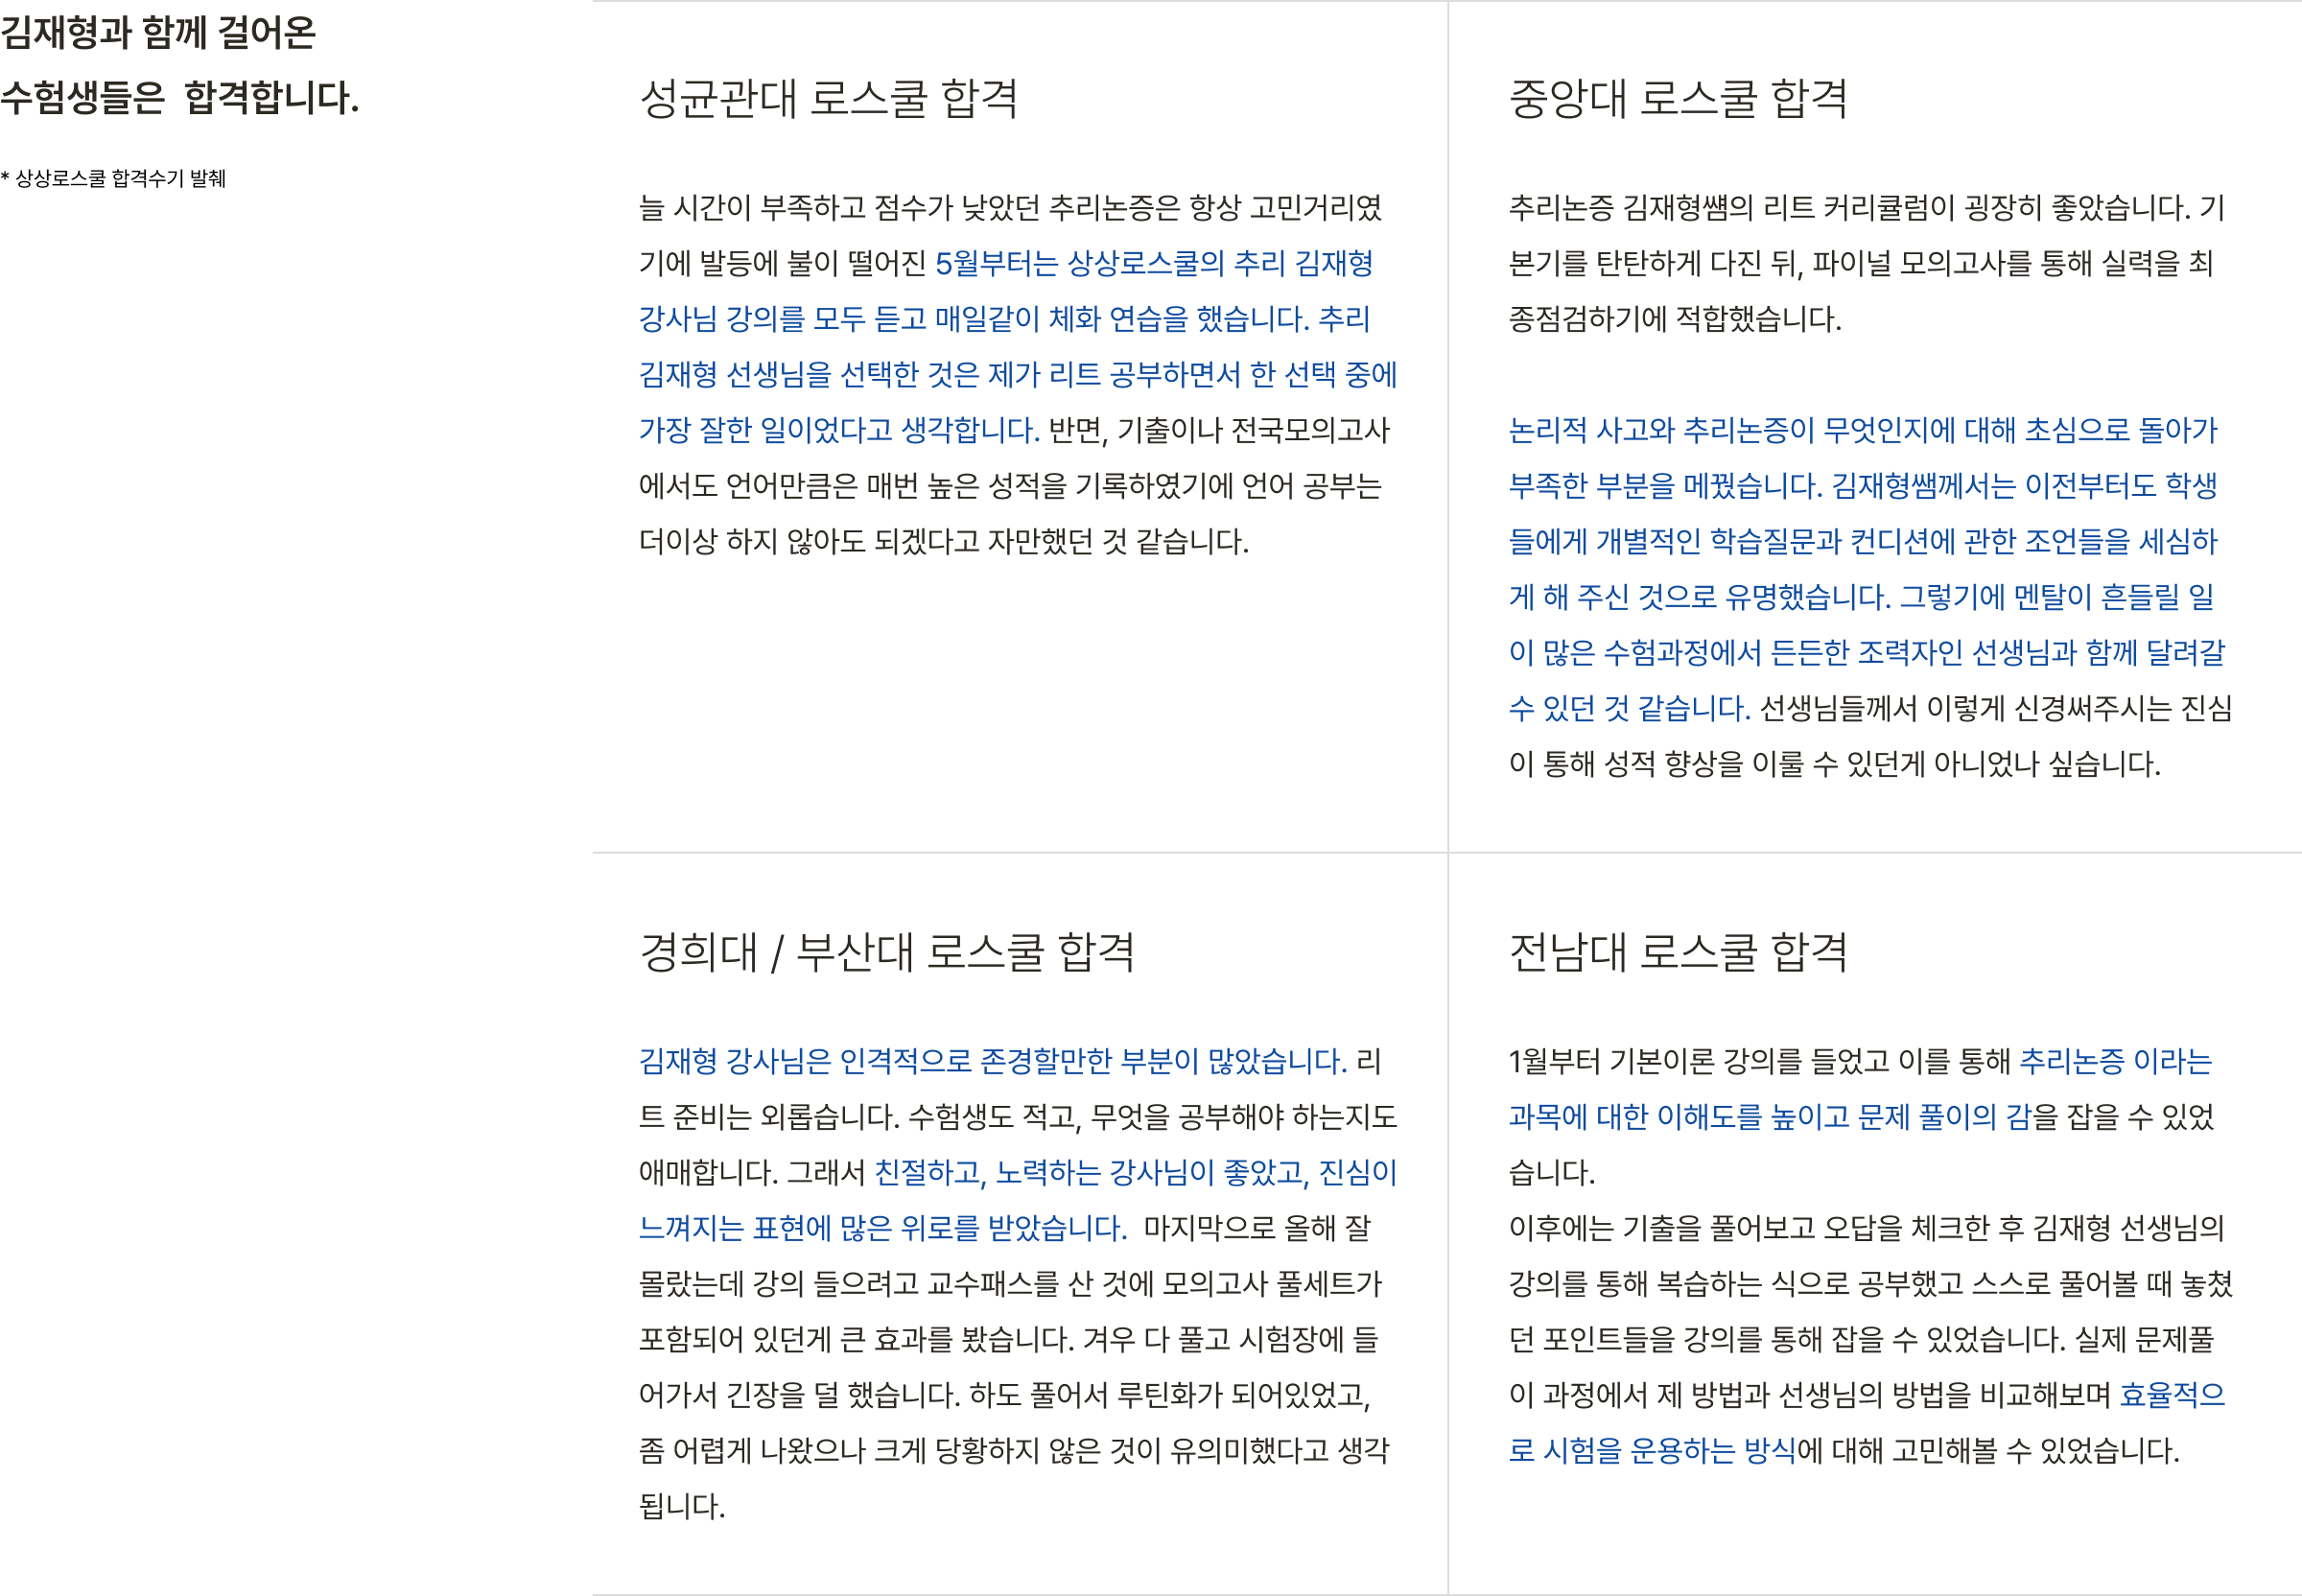 김재형과 함께 걸어온
수험생들은 합격합니다.
* 상상로스쿨 합격수기 발췌
성균관대 로스쿨 합격
늘 시간이 부족하고 점수가 낮았던 추리논증은 항상 고민거리였
기에 발등에 불이 떨어진 5월부터는 상상로스쿨의 추리 김재형
강사님 강의를 모두 듣고 매일같이 체화 연습을 했습니다. 추리
김재형 선생님을 선택한 것은 제가 리트 공부하면서 한 선택 중에
가장 잘한 일이었다고 생각합니다. 반면, 기출이나 전국모의고사
에서도 언어만큼은 매번 높은 성적을 기록하였기에 언어 공부는
더이상 하지 않아도 되겠다고 자만했던 것 같습니다.
중앙대 로스쿨 합격
추리논증 김재형쌤의 리트 커리큘럼이 굉장히 좋았습니다. 기
본기를 탄탄하게 다진 뒤, 파이널 모의고사를 통해 실력을 최
종점검하기에 적합했습니다.
논리적 사고와 추리논증이 무엇인지에 대해 초심으로 돌아가
부족한 부분을 메꿨습니다. 김재형쌤께서는 이전부터도 학생
들에게 개별적인 학습질문과 컨디션에 관한 조언들을 세심하
게 해 주신 것으로 유명했습니다. 그렇기에 멘탈이 흔들릴 일
이 많은 수험과정에서 든든한 조력자인 선생님과 함께 달려갈
수 있던 것 같습니다. 선생님들께서 이렇게 신경써주시는 진심
이 통해 성적 향상을 이룰 수 있던게 아니었나 싶습니다.
경희대 / 부산대 로스쿨 합격
김재형 강사님은 인격적으로 존경할만한 부분이 많았습니다. 리
트 준비는 외롭습니다. 수험생도 적고, 무엇을 공부해야 하는지도
애매합니다. 그래서 친절하고, 노력하는 강사님이 좋았고, 진심이
느껴지는 표현에 많은 위로를 받았습니다. 마지막으로 올해 잘
몰랐는데 강의 들으려고 교수패스를 산 것에 모의고사 풀세트가
포함되어 있던게 큰 효과를 봤습니다. 겨우 다 풀고 시험장에 들
어가서 긴장을 덜 했습니다. 하도 풀어서 루틴화가 되어있었고,
좀 어렵게 나왔으나 크게 당황하지 않은 것이 유의미했다고 생각
됩니다.
전남대 로스쿨 합격
1월부터 기본이론 강의를 들었고 이를 통해 추리논증 이라는
과목에 대한 이해도를 높이고 문제 풀이의 감을 잡을 수 있었
습니다.
이후에는 기출을 풀어보고 오답을 체크한 후 김재형 선생님의
강의를 통해 복습하는 식으로 공부했고 스스로 풀어볼 때 놓쳤
던 포인트들을 강의를 통해 잡을 수 있었습니다. 실제 문제풀
이 과정에서 제 방법과 선생님의 방법을 비교해보며 효율적으
로 시험을 운용하는 방식에 대해 고민해볼 수 있었습니다.